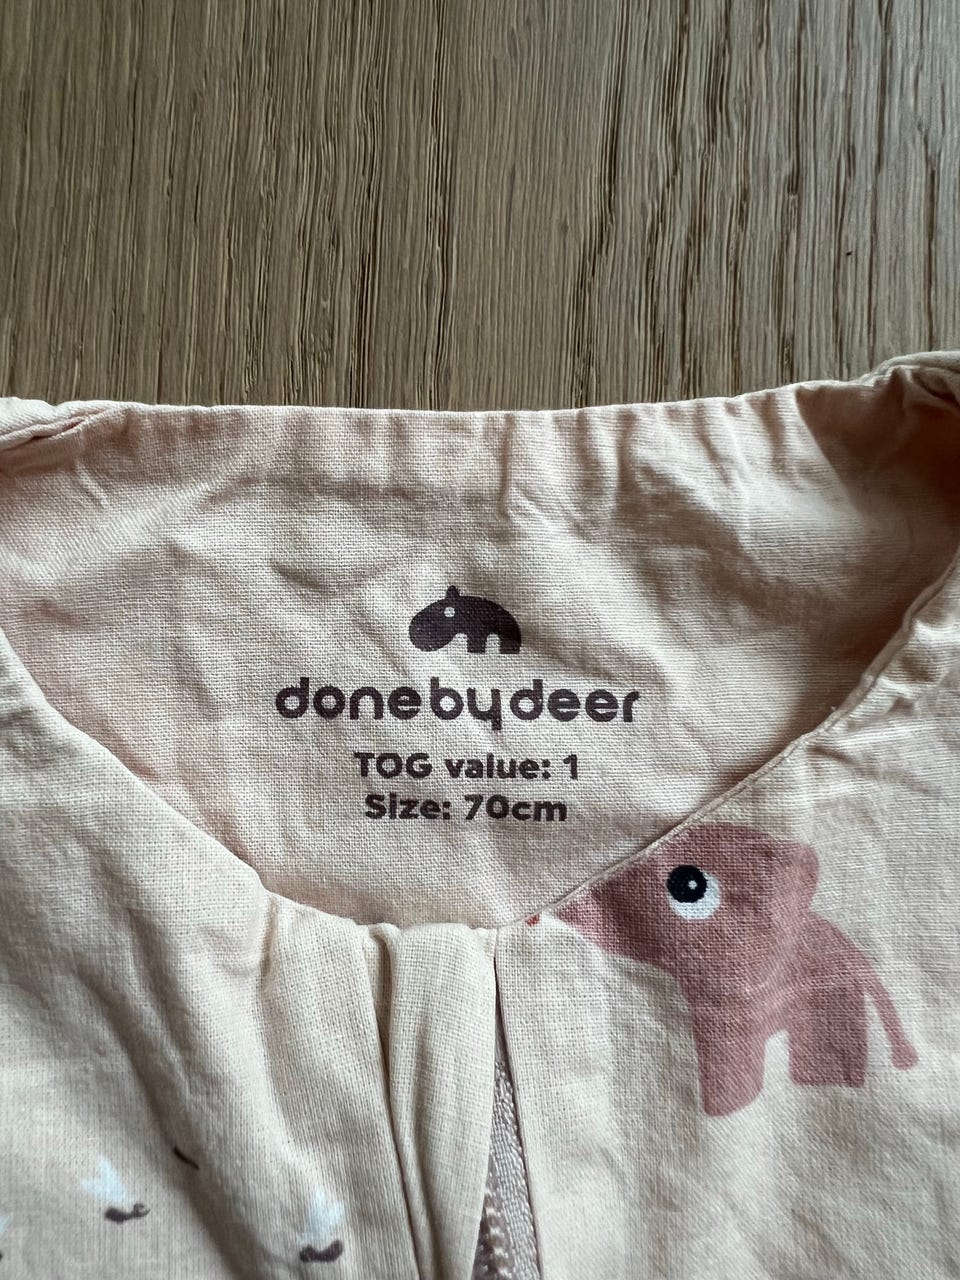 donebydeer
TOG value: 1
Size: 70cm